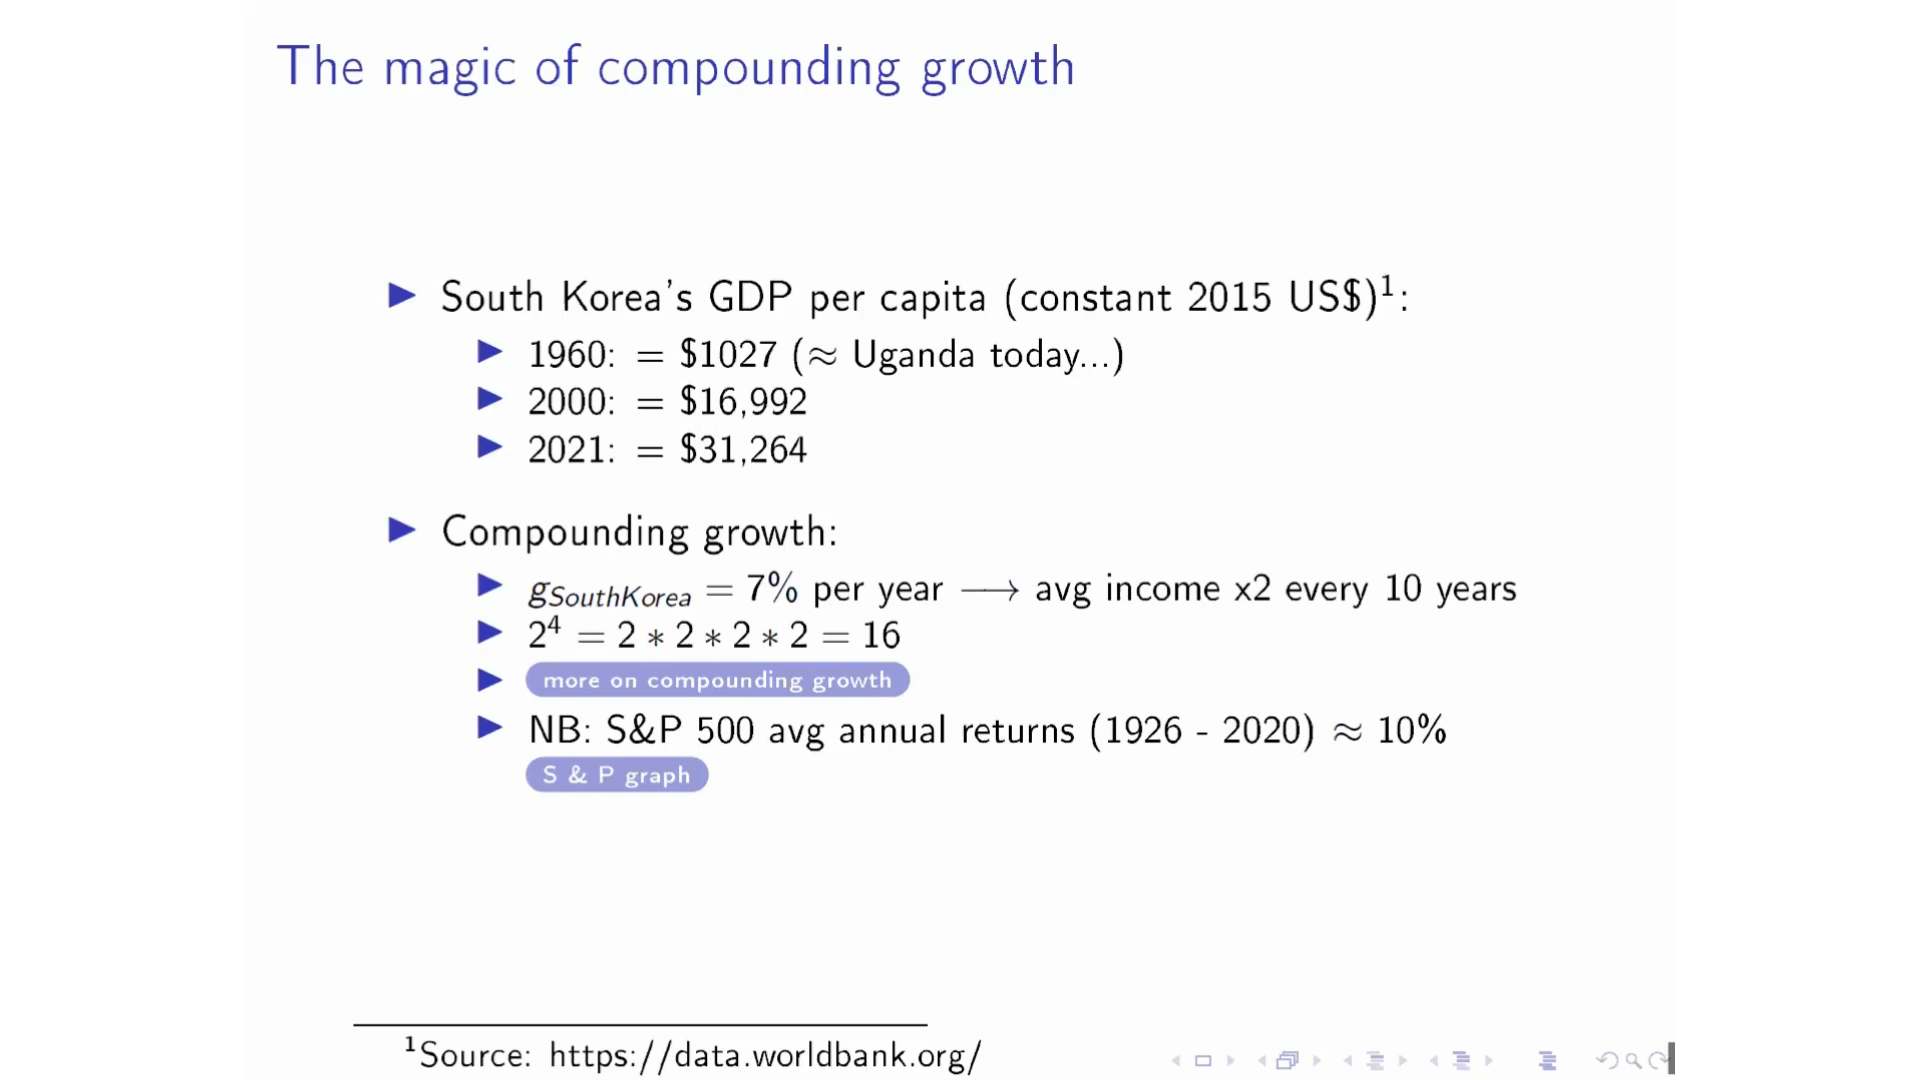 The magic of compounding growth
▶ South Korea's GDP per capita (constant 2015 US$)¹:
▶ 1960: = $1027 (≈ Uganda today...)
▶ 2000: = $16,992
▶ 2021: = $31,264
▶ Compounding growth:
▶ g_SouthKorea = 7% per year ⟶ avg income x2 every 10 years
▶ 2⁴ = 2 ∗ 2 ∗ 2 ∗ 2 = 16
▶ more on compounding growth
▶ NB: S&P 500 avg annual returns (1926 - 2020) ≈ 10%
S & P graph
¹Source: https://data.worldbank.org/